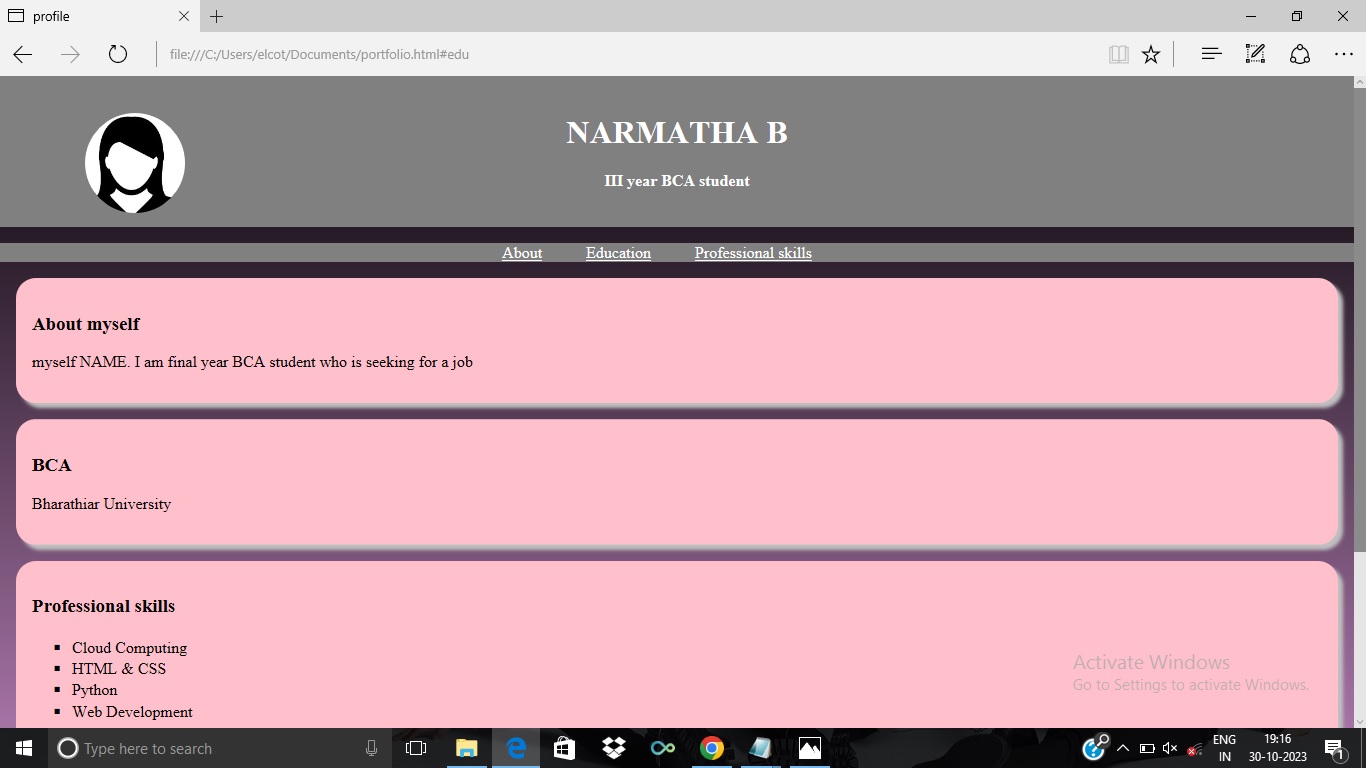 profile
file:///C:/Users/elcot/Documents/portfolio.html#edu
NARMATHA B
III year BCA student
About Education Professional skills
About myself
myself NAME. I am final year BCA student who is seeking for a job
BCA
Bharathiar University
Professional skills
Cloud Computing
HTML & CSS
Python
Web Development
Activate Windows
Go to Settings to activate Windows.
Type here to search
ENG
IN
19:16
30-10-2023
1